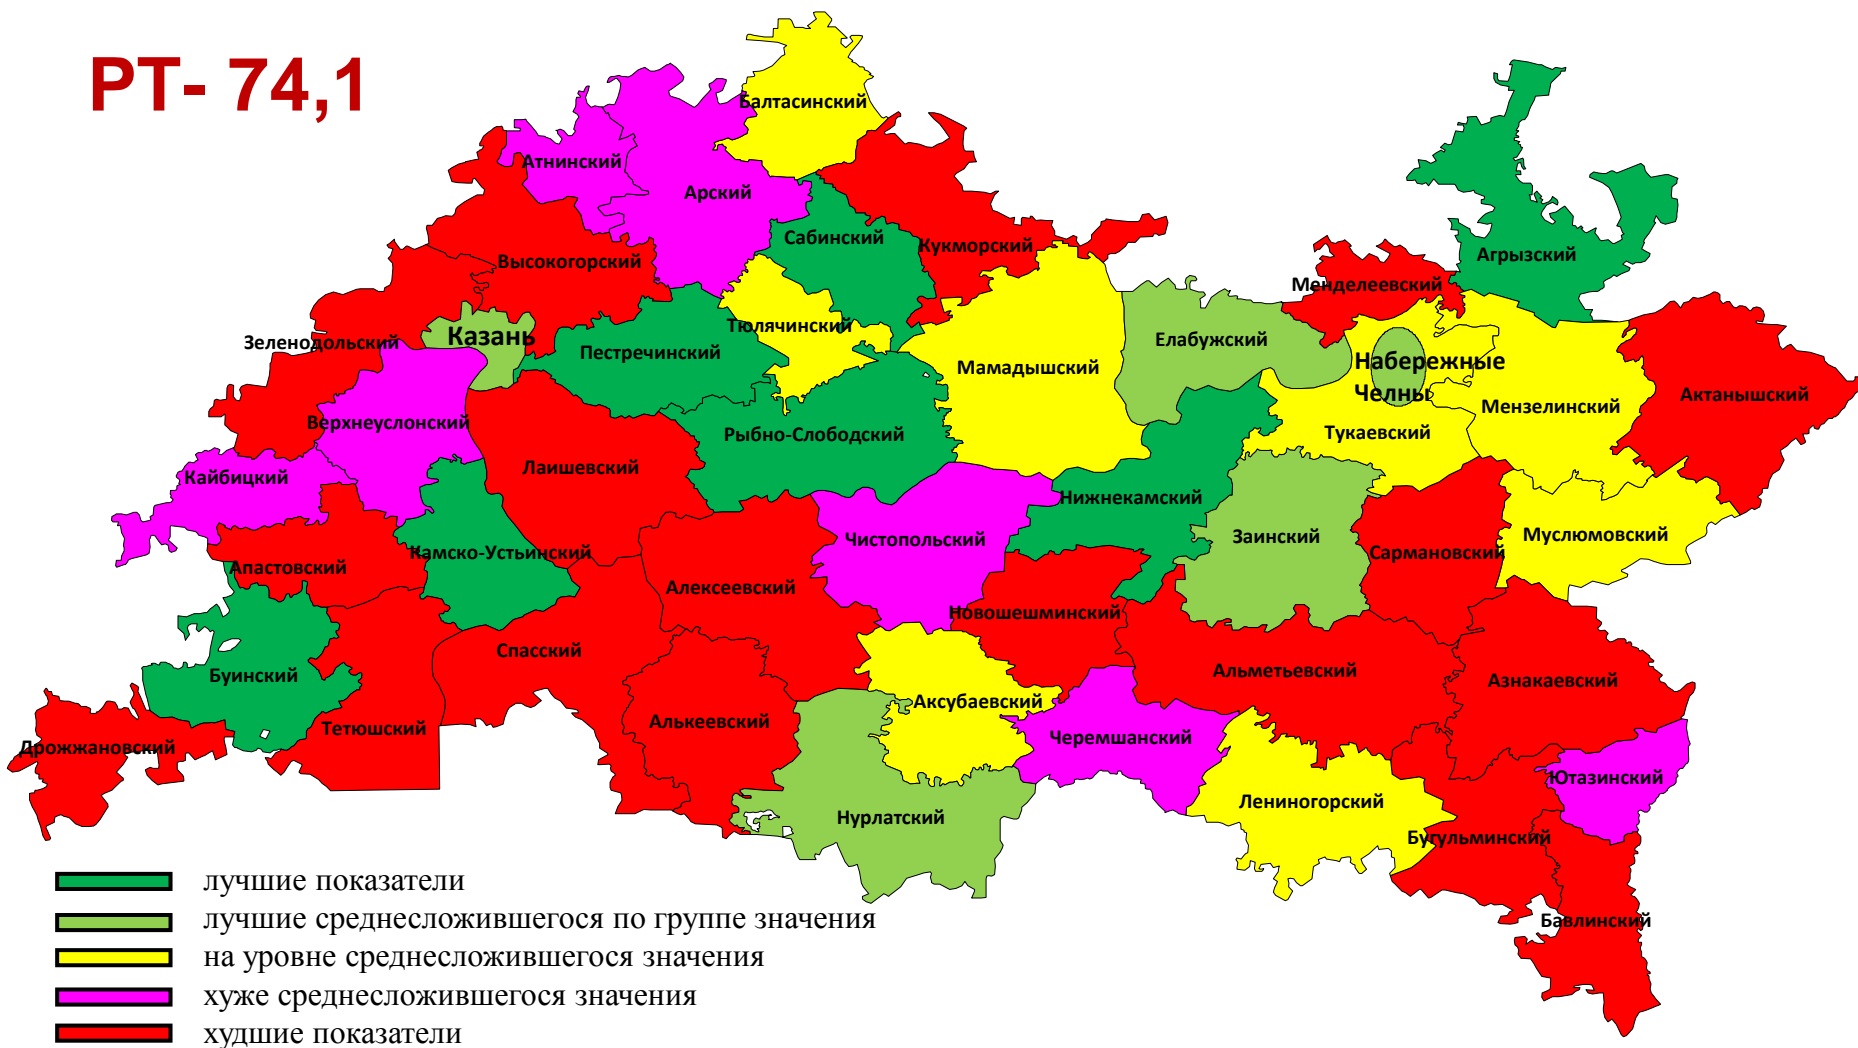 РТ- 74,1
Балтасинский
Атнинский
Арский
Сабинский
Кукморский
Высокогорский
Агрызский
Менделеевский
Тюлячинский
Казань
Зеленодольский
Пестречинский
Елабужский
Мамадышский
Набережные
Челны
Актанышский
Мензелинский
Верхнеуслонский
Рыбно-Слободский
Тукаевский
Лаишевский
Кайбицкий
Нижнекамский
Чистопольский
Заинский
Муслюмовский
Камско-Устьинский
Сармановский
Апастовский
Алексеевский
Новошешминский
Спасский
Буинский
Альметьевский
Азнакаевский
Аксубаевский
Алькеевский
Тетюшский
Черемшанский
Дрожжановский
Ютазинский
Лениногорский
Нурлатский
Бугульминский
Бавлинский
лучшие показатели
лучшие среднесложившегося по группе значения
на уровне среднесложившегося значения
хуже среднесложившегося значения
худшие показатели